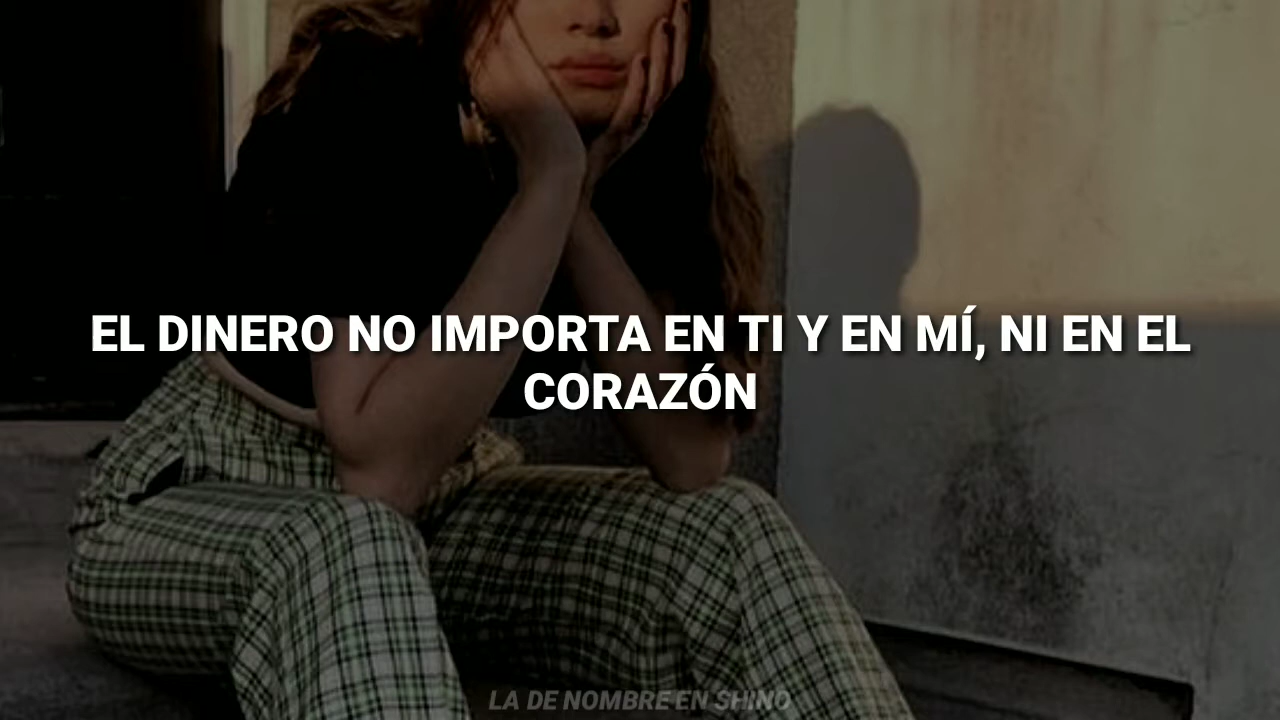 EL DINERO NO IMPORTA EN TI Y EN MÍ, NI EN EL
CORAZÓN
LA DE NOMBRE EN SHINO